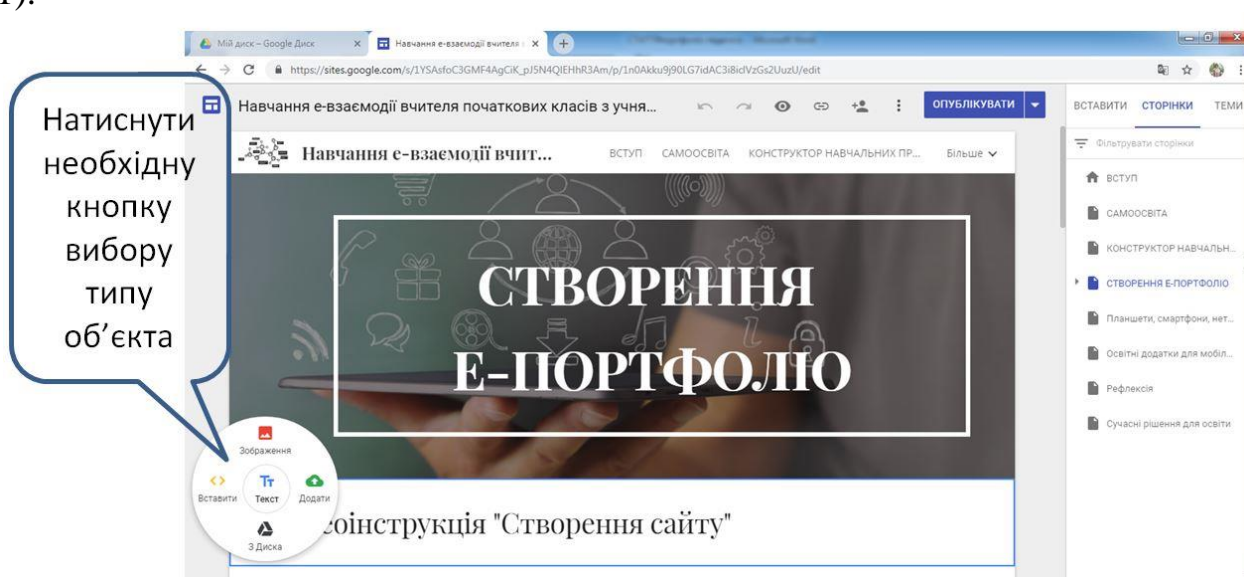 Мій диск – Google Диск
Навчання е-взаємодії вчителя
https://sites.google.com/s/1YSAsfoC3GMF4AgCiK_pJ5N4QIEHhR3Am/p/1n0Akku9j90LG7idAC3i8iclVzGs2UuzU/edit
Натиснути
необхідну
кнопку
вибору
типу
об’єкта
Навчання е-взаємодії вчителя початкових класів з учня...
ОПУБЛІКУВАТИ
ВСТАВИТИ СТОРІНКИ ТЕМИ
Навчання е-взаємодії вчит...
ВСТУП САМООСВІТА КОНСТРУКТОР НАВЧАЛЬНИХ ПР... Більше
Фільтрувати сторінки
ВСТУП
САМООСВІТА
КОНСТРУКТОР НАВЧАЛЬН...
СТВОРЕННЯ Е-ПОРТФОЛІО
Планшети, смартфони, нет...
Освітні додатки для мобіл...
Рефлексія
Сучасні рішення для освіти
СТВОРЕННЯ
Е-ПОРТФОЛІО
Зображення
Вставити Текст Додати
З Диска
еоінструкція "Створення сайту"